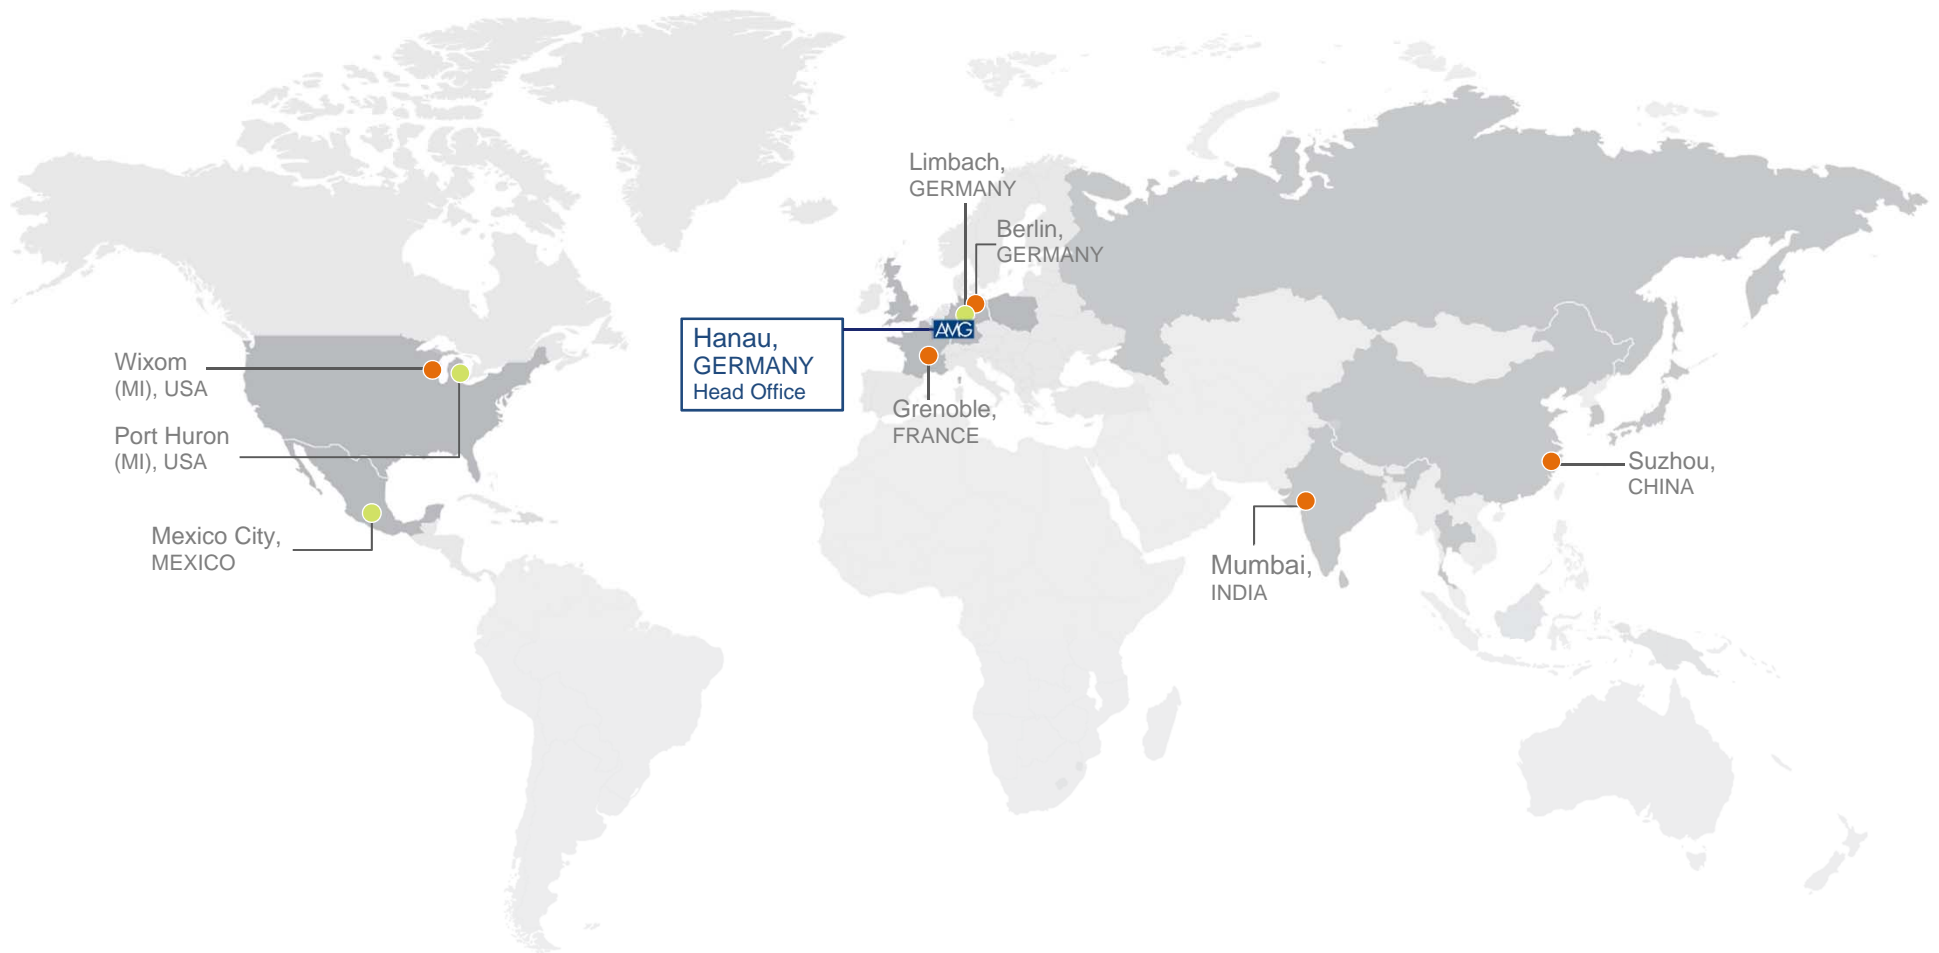 Limbach,
GERMANY
Berlin,
GERMANY
AMG
Hanau,
GERMANY
Head Office
Wixom
(MI), USA
Port Huron
(MI), USA
Mexico City,
MEXICO
Grenoble,
FRANCE
Suzhou,
CHINA
Mumbai,
INDIA